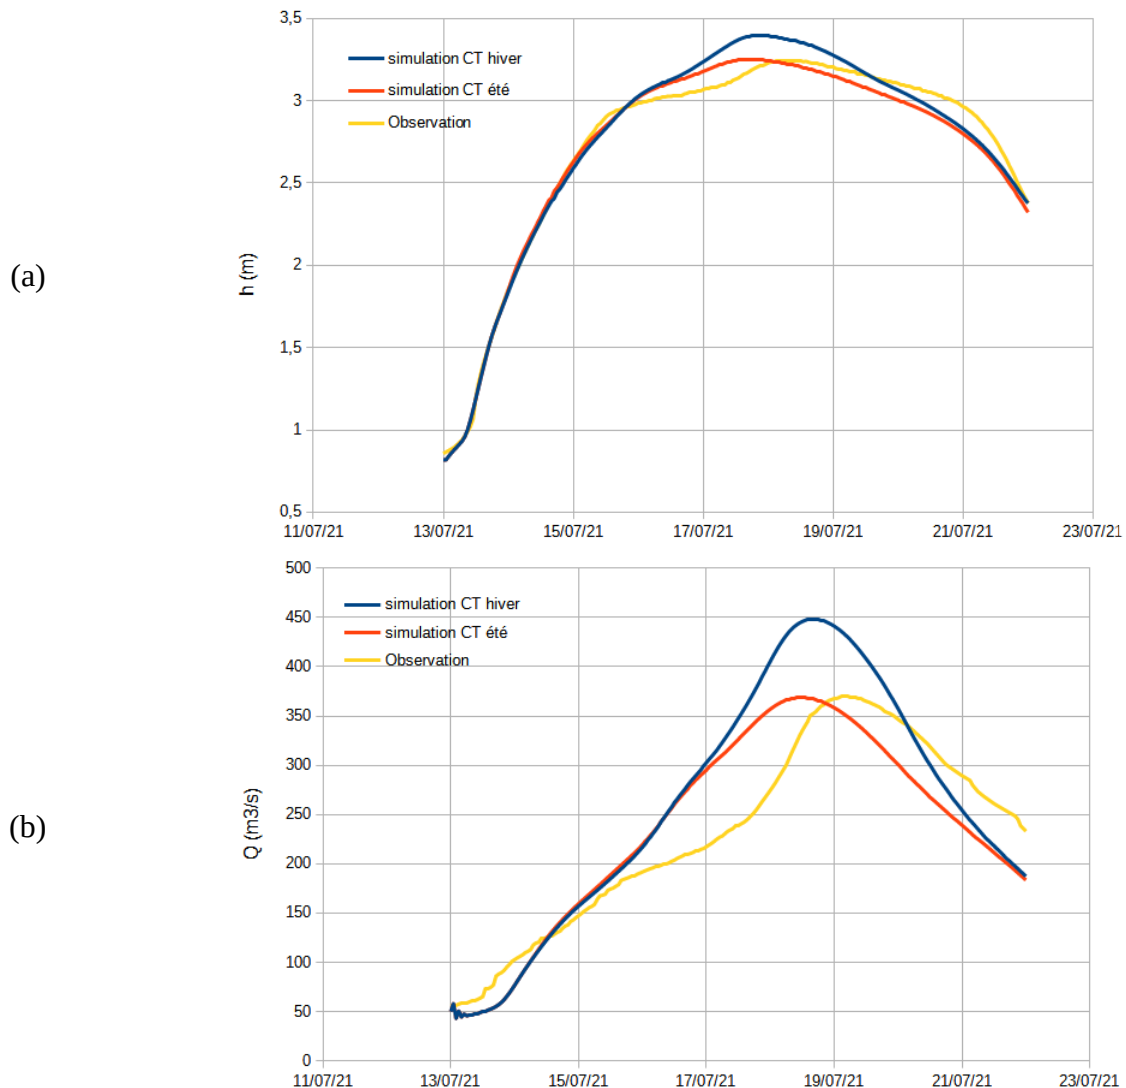 (a)
h (m)
3,5
3
2,5
2
1,5
1
0,5
simulation CT hiver
simulation CT été
Observation
11/07/21 13/07/21 15/07/21 17/07/21 19/07/21 21/07/21 23/07/21
(b)
Q (m3/s)
500
450
400
350
300
250
200
150
100
50
0
simulation CT hiver
simulation CT été
Observation
11/07/21 13/07/21 15/07/21 17/07/21 19/07/21 21/07/21 23/07/21